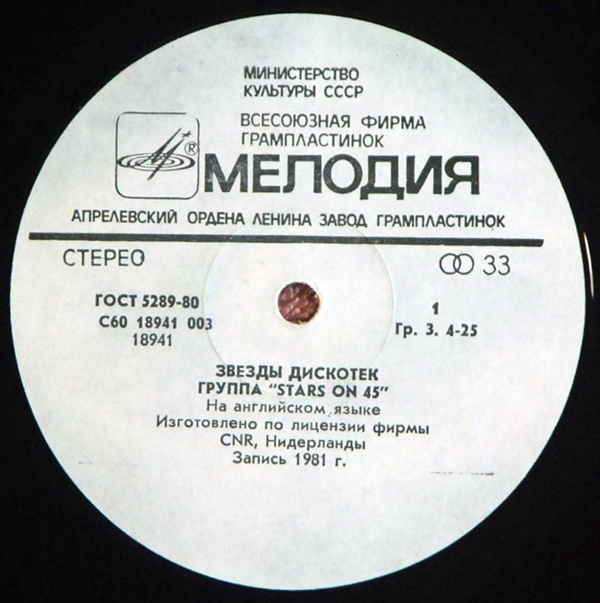 МИНИСТЕРСТВО
КУЛЬТУРЫ СССР
ВСЕСОЮЗНАЯ ФИРМА
ГРАМПЛАСТИНОК
®
МЕЛОДИЯ
АПРЕЛЕВСКИЙ ОРДЕНА ЛЕНИНА ЗАВОД ГРАМПЛАСТИНОК
СТЕРЕО
33
ГОСТ 5289-80
1
С60 18941 003
Гр. 3. 4-25
18941
ЗВЕЗДЫ ДИСКОТЕК
ГРУППА "STARS ON 45"
На английском языке
Изготовлено по лицензии фирмы
CNR, Нидерланды
Запись 1981 г.